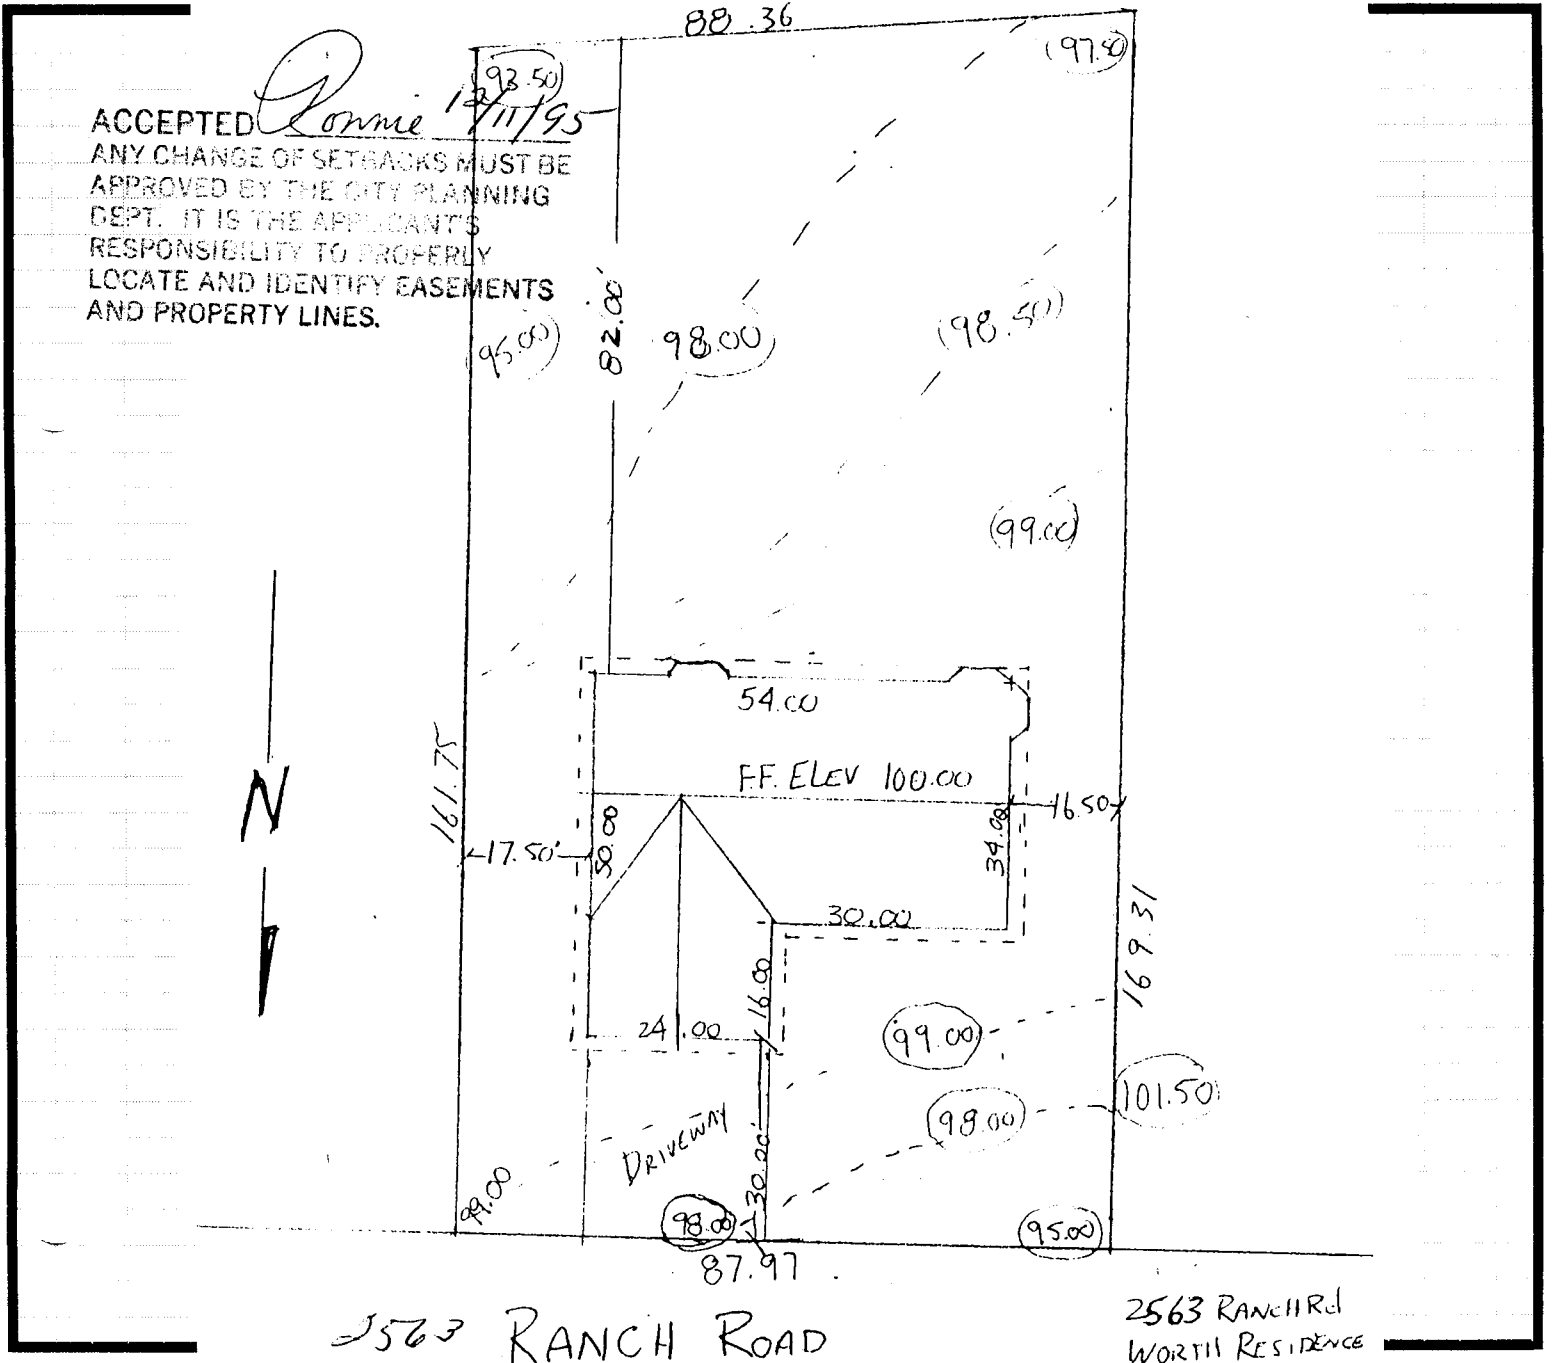 88.36
(93.50)
(97.50)
ACCEPTED Ronnie 12/11/95
ANY CHANGE OF SETBACKS MUST BE
APPROVED BY THE CITY PLANNING
DEPT. IT IS THE APPLICANT'S
RESPONSIBILITY TO PROPERLY
LOCATE AND IDENTIFY EASEMENTS
AND PROPERTY LINES.
82.00'
(95.00)
98.00
(98.50)
(99.00)
54.00
F.F. ELEV 100.00
161.75
N
17.50'
50.00
34.00
16.50
30.00
169.31
16.00
24.00
99.00
98.00
101.50
DRIVEWAY
30.00'
99.00
98.00
95.00
87.97
2563 RANCH ROAD
2563 RANCH Rd
WORTH RESIDENCE